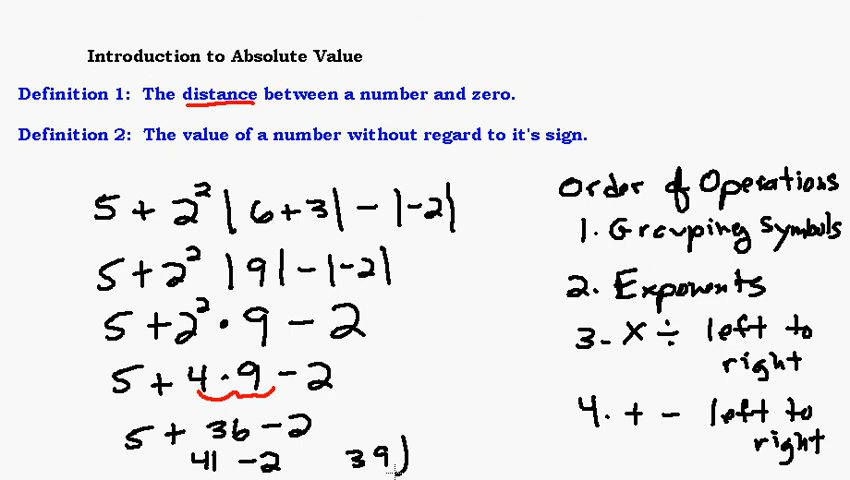 Introduction to Absolute Value
Definition 1: The distance between a number and zero.
Definition 2: The value of a number without regard to it's sign.
5 + 2² |6+3| - |-2|
5 + 2² |9| - |-2|
5 + 2² · 9 - 2
5 + 4 · 9 - 2
5 + 36 - 2
41 - 2 39)
Order of Operations
1. Grouping Symbols
2. Exponents
3- × ÷ left to
right
4. + - left to
right